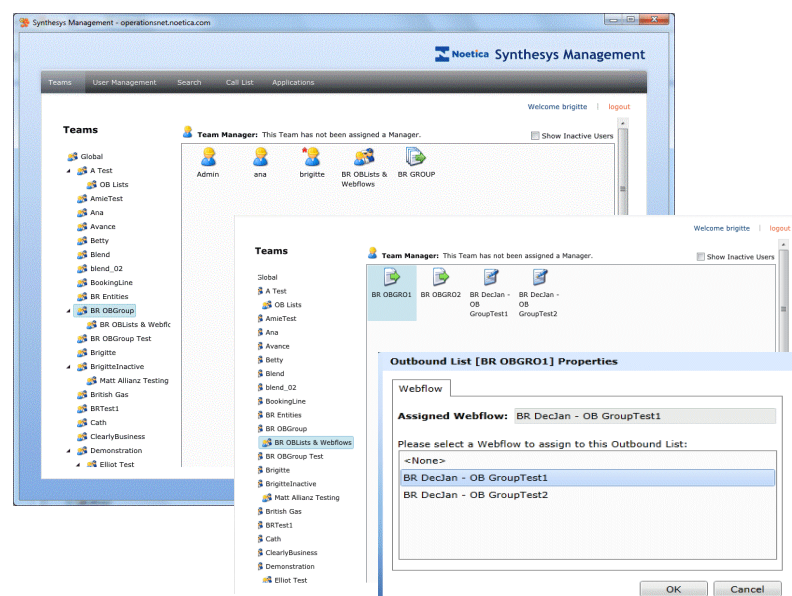 Synthesys Management - operationsnet.noetica.com
Noetica Synthesys Management
Teams User Management Search Call List Applications
Welcome brigitte | logout
Teams
Team Manager: This Team has not been assigned a Manager.
Show Inactive Users
Global
A Test
OB Lists
AmieTest
Ana
Avance
Betty
Blend
blend_02
BookingLine
BR Entities
BR OBGroup
BR OBLists & Webflc
BR OBGroup Test
Brigitte
BrigitteInactive
Matt Allianz Testing
British Gas
BRTest1
Cath
ClearlyBusiness
Demonstration
Elliot Test
Admin
ana
brigitte
BR OBLists &
Webflows
BR GROUP
Welcome brigitte | logout
Teams
Team Manager: This Team has not been assigned a Manager.
Show Inactive Users
Global
A Test
OB Lists
AmieTest
Ana
Avance
Betty
Blend
blend_02
BookingLine
BR Entities
BR OBGroup
BR OBLists & Webflows
BR OBGroup Test
Brigitte
BrigitteInactive
Matt Allianz Testing
British Gas
BRTest1
Cath
ClearlyBusiness
Demonstration
Elliot Test
BR OBGRO1
BR OBGRO2
BR DecJan -
OB
GroupTest1
BR DecJan -
OB
GroupTest2
Outbound List [BR OBGRO1] Properties
Webflow
Assigned Webflow: BR DecJan - OB GroupTest1
Please select a Webflow to assign to this Outbound List:
<None>
BR DecJan - OB GroupTest1
BR DecJan - OB GroupTest2
OK Cancel